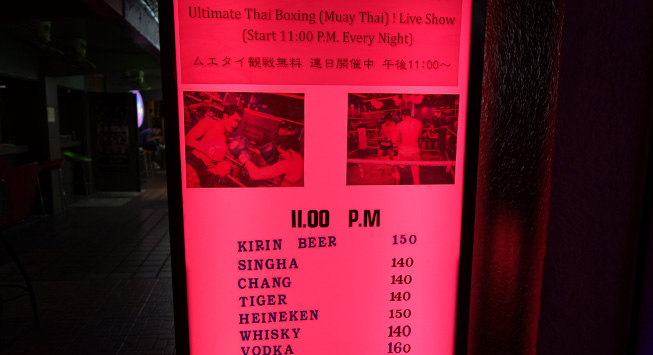 Ultimate Thai Boxing (Muay Thai) ! Live Show
(Start 11:00 P.M. Every Night)
ムエタイ観戦無料 連日開催中 午後11:00～
11.00 P.M
KIRIN BEER 150
SINGHA 140
CHANG 140
TIGER 140
HEINEKEN 150
WHISKY 140
VODKA 160